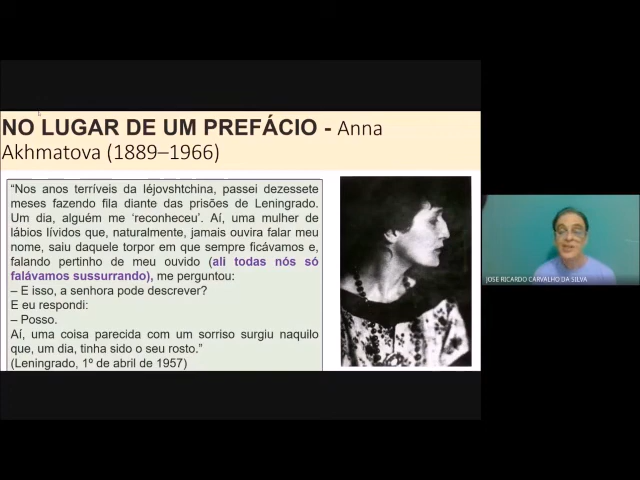 NO LUGAR DE UM PREFÁCIO - Anna
Akhmatova (1889–1966)
“Nos anos terríveis da Iéjovshtchina, passei dezessete
meses fazendo fila diante das prisões de Leningrado.
Um dia, alguém me ‘reconheceu’. Aí, uma mulher de
lábios lívidos que, naturalmente, jamais ouvira falar meu
nome, saiu daquele torpor em que sempre ficávamos e,
falando pertinho de meu ouvido (ali todas nós só
falávamos sussurrando), me perguntou:
– E isso, a senhora pode descrever?
E eu respondi:
– Posso.
Aí, uma coisa parecida com um sorriso surgiu naquilo
que, um dia, tinha sido o seu rosto.”
(Leningrado, 1º de abril de 1957)
JOSE RICARDO CARVALHO DA SILVA